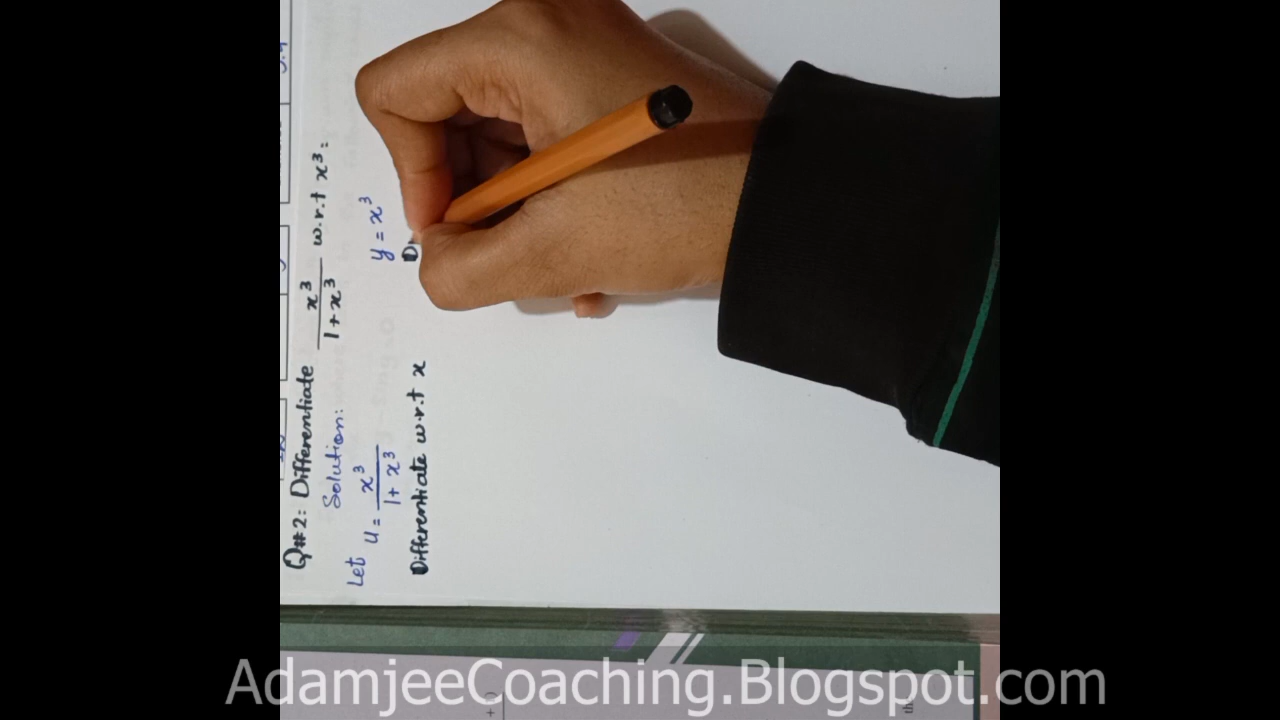 Q#2: Differentiate x³/(1+x³) w.r.t x³:
Solution:
Let u = x³/(1+x³)    y = x³
Differentiate w.r.t x
AdamjeeCoaching.Blogspot.com